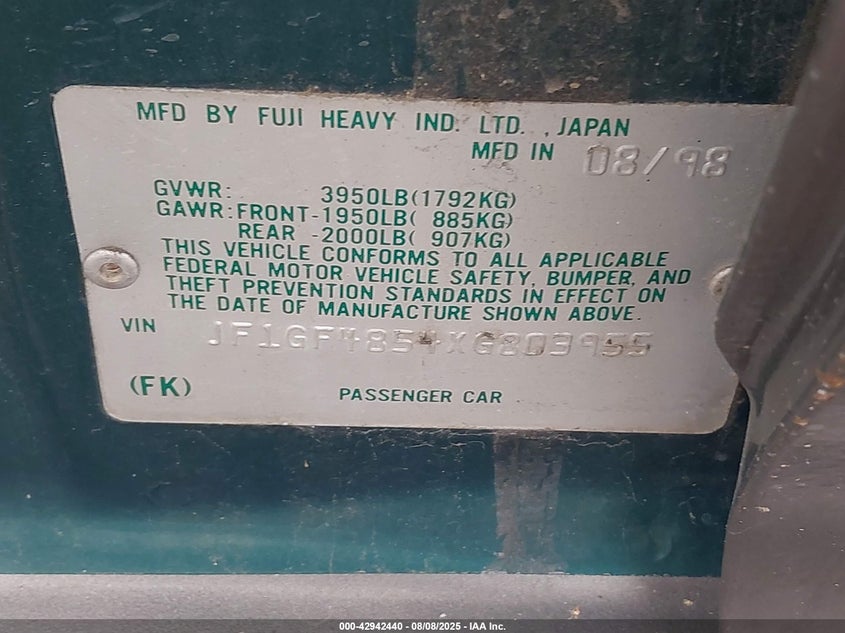 MFD BY FUJI HEAVY IND. LTD. , JAPAN
MFD IN 08/98
GVWR: 3950LB(1792KG)
GAWR:FRONT-1950LB( 885KG)
REAR -2000LB( 907KG)
THIS VEHICLE CONFORMS TO ALL APPLICABLE
FEDERAL MOTOR VEHICLE SAFETY, BUMPER, AND
THEFT PREVENTION STANDARDS IN EFFECT ON
THE DATE OF MANUFACTURE SHOWN ABOVE.
VIN JF1GF4854XG803955
(FK) PASSENGER CAR
000-42942440 - 08/08/2025 - IAA Inc.